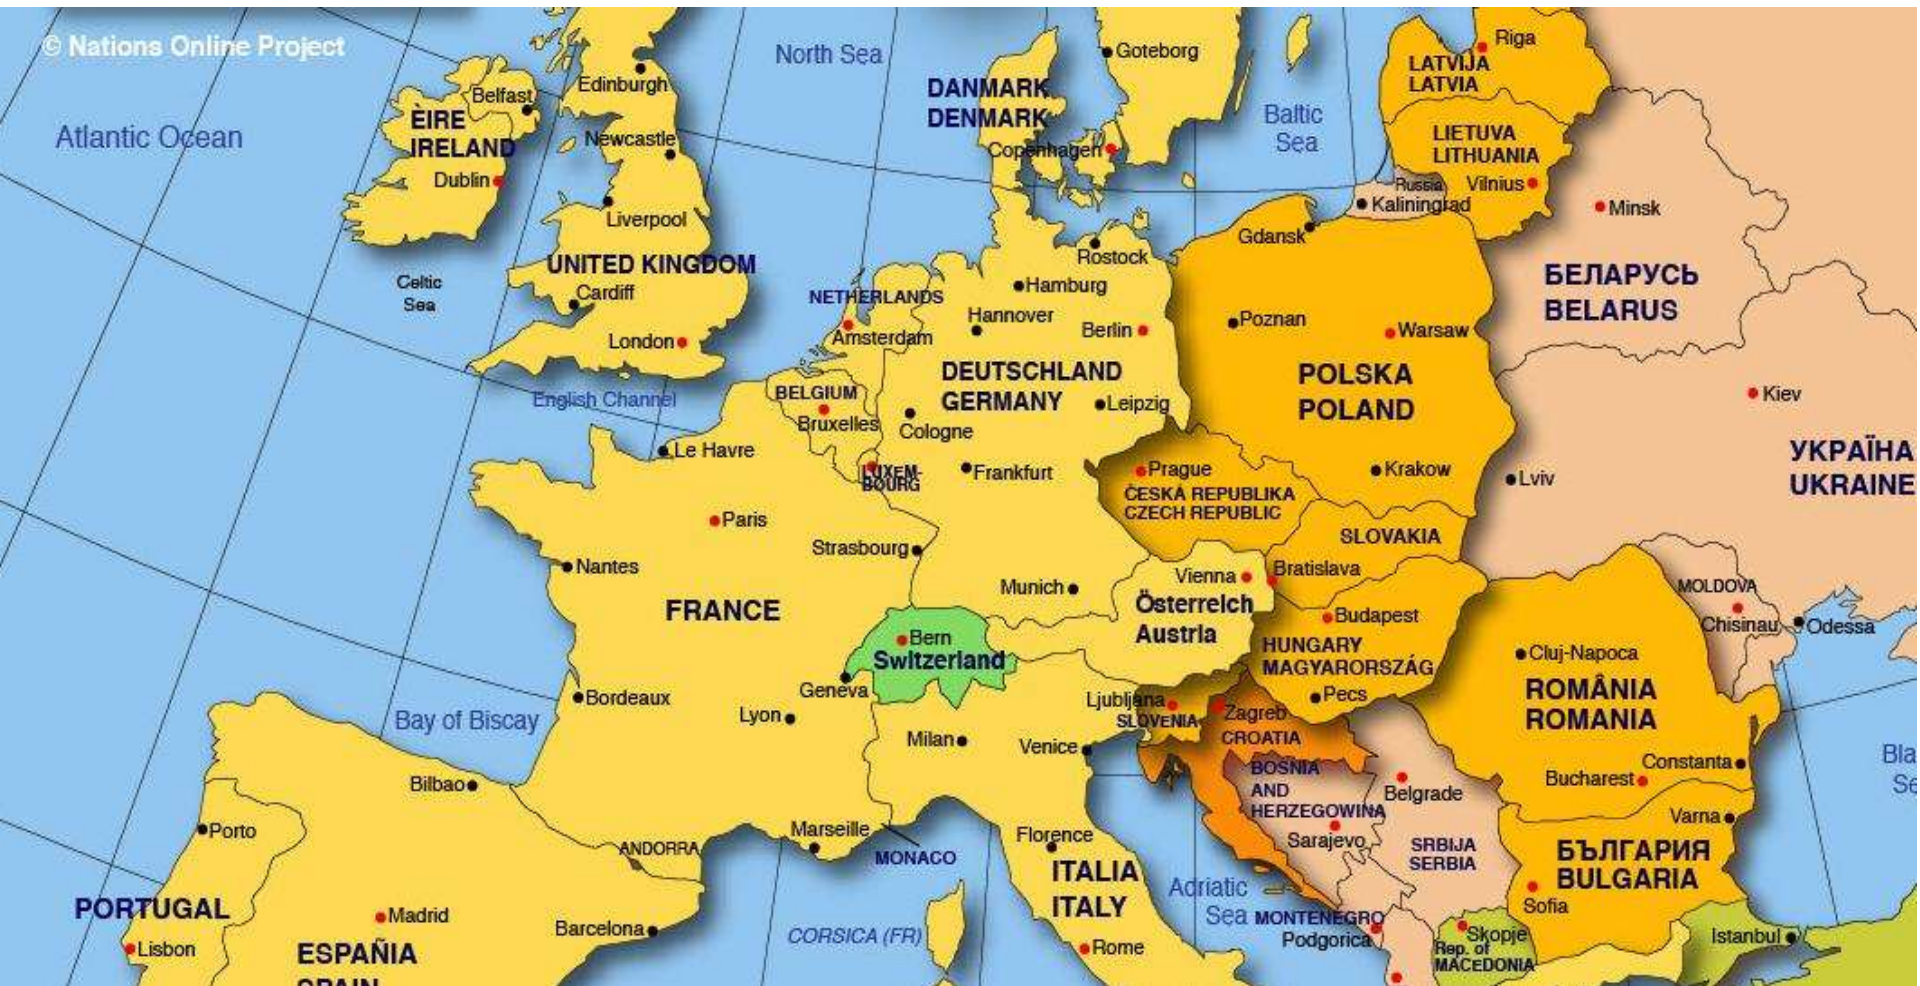 © Nations Online Project
Atlantic Ocean
North Sea
Baltic
Sea
Celtic
Sea
English Channel
Bay of Biscay
Adriatic
Sea
Bla
Se
ÈIRE
IRELAND
Belfast
Dublin
Edinburgh
Newcastle
Liverpool
UNITED KINGDOM
Cardiff
London
DANMARK
DENMARK
Copenhagen
Goteborg
LATVIJA
LATVIA
Riga
LIETUVA
LITHUANIA
Vilnius
Russia
Kaliningrad
Minsk
БЕЛАРУСЬ
BELARUS
Kiev
УКРАЇНА
UKRAINE
Lviv
Odessa
MOLDOVA
Chisinau
NETHERLANDS
Amsterdam
BELGIUM
Bruxelles
LUXEM-
BOURG
Rostock
Hamburg
Hannover
Berlin
DEUTSCHLAND
GERMANY
Leipzig
Cologne
Frankfurt
Munich
Gdansk
Poznan
Warsaw
POLSKA
POLAND
Krakow
Prague
ČESKÁ REPUBLIKA
CZECH REPUBLIC
SLOVAKIA
Bratislava
Vienna
Österreich
Austria
Budapest
HUNGARY
MAGYARORSZÁG
Pecs
Le Havre
Paris
Strasbourg
Nantes
FRANCE
Bordeaux
Lyon
Marseille
MONACO
CORSICA (FR)
Bern
Switzerland
Geneva
Milan
Venice
Florence
ITALIA
ITALY
Rome
Ljubljana
SLOVENIA
Zagreb
CROATIA
BOSNIA
AND
HERZEGOWINA
Sarajevo
Belgrade
SRBIJA
SERBIA
MONTENEGRO
Podgorica
Skopje
Rep. of
MACEDONIA
Cluj-Napoca
ROMÂNIA
ROMANIA
Constanta
Bucharest
Varna
БЪЛГАРИЯ
BULGARIA
Sofia
Istanbul
Bilbao
ANDORRA
Porto
PORTUGAL
Lisbon
Madrid
Barcelona
ESPAÑIA
SPAIN